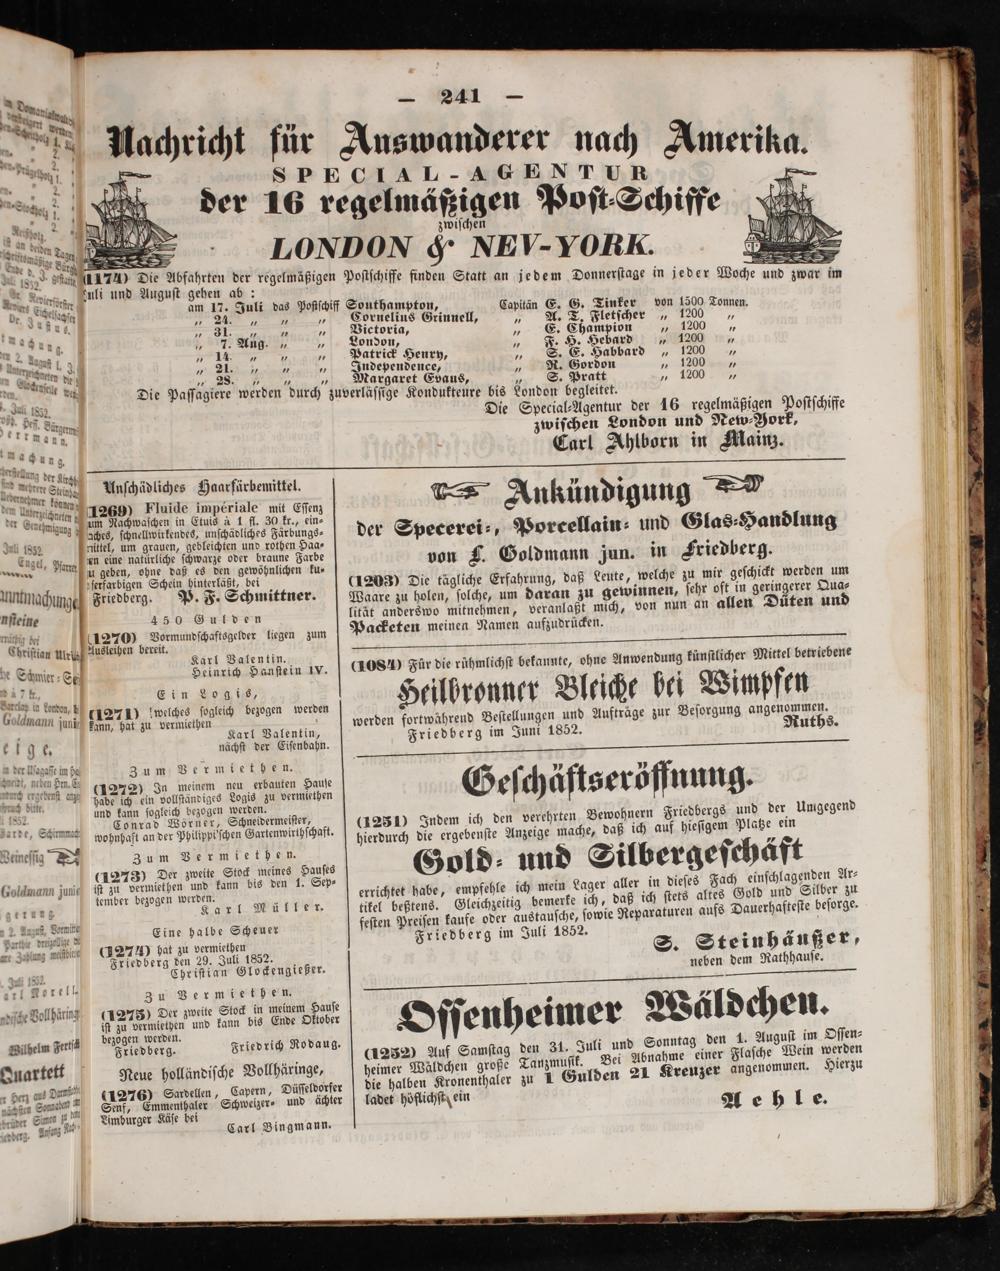 — 241 —
Nachricht für Auswanderer nach Amerika.
SPECIAL-AGENTUR
der 16 regelmäßigen Post-Schiffe
zwischen
LONDON & NEV-YORK.
(1174) Die Abfahrten der regelmäßigen Postschiffe finden Statt an jedem Donnerstage in jeder Woche und zwar im
Juli und August gehen ab :
am 17. Juli das Postschiff Southampton, Capitän E. G. Tinker von 1500 Tonnen.
„ 24. „ „ „ Cornelius Grinnell, „ A. T. Fletscher „ 1200 „
„ 31. „ „ „ Victoria, „ E. Champion „ 1200 „
„ 7. Aug. „ „ London, „ F. H. Hebard „ 1200 „
„ 14. „ „ „ Patrick Henry, „ S. E. Habbard „ 1200 „
„ 21. „ „ „ Independence, „ R. Gordon „ 1200 „
„ 28. „ „ „ Margaret Evans, „ S. Pratt „ 1200 „
Die Passagiere werden durch zuverlässige Kondukteure bis London begleitet.
Die Special-Agentur der 16 regelmäßigen Postschiffe
zwischen London und New-York,
Carl Ahlborn in Mainz.
Unschädliches Haarfärbemittel.
(1269) Fluide impériale mit Essenz
zum Nachwaschen in Etuis à 1 fl. 30 kr., ein-
faches, schnellwirkendes, unschädliches Färbungs-
mittel, um grauen, gebleichten und rothen Haa-
ren eine natürliche schwarze oder braune Farbe
zu geben, ohne daß es den gewöhnlichen ku-
pferfarbigen Schein hinterläßt, bei
Friedberg. P. F. Schmittner.
450 Gulden
(1270) Vormundschaftsgelder liegen zum
Ausleihen bereit.
Karl Valentin.
Heinrich Hanstein IV.
Ein Logis,
(1271) welches sogleich bezogen werden
kann, hat zu vermiethen
Karl Valentin,
nächst der Eisenbahn.
Zum Vermiethen.
(1272) In meinem neu erbauten Hause
habe ich ein vollständiges Logis zu vermiethen
und kann sogleich bezogen werden.
Conrad Wörner, Schneidermeister,
wohnhaft an der Philippi'schen Gartenwirthschaft.
Zum Vermiethen.
(1273) Der zweite Stock meines Hauses
ist zu vermiethen und kann bis den 1. Sep-
tember bezogen werden.
Karl Müller.
Eine halbe Scheuer
(1274) hat zu vermiethen
Friedberg den 29. Juli 1852.
Christian Glockengießer.
Zu Vermiethen.
(1275) Der zweite Stock in meinem Hause
ist zu vermiethen und kann bis Ende Oktober
bezogen werden.
Friedberg. Friedrich Rodaug.
Neue holländische Vollhäringe,
(1276) Sardellen, Capern, Düsseldorfer
Senf, Emmenthaler Schweizer- und ächter
Limburger Käse bei
Carl Bingmann.
Ankündigung
der Specerei-, Porcellain- und Glas-Handlung
von L. Goldmann jun. in Friedberg.
(1203) Die tägliche Erfahrung, daß Leute, welche zu mir geschickt werden um
Waare zu holen, solche, um daran zu gewinnen, sehr oft in geringerer Qua-
lität anderswo mitnehmen, veranlaßt mich, von nun an allen Düten und
Packeten meinen Namen aufzudrücken.
(1084) Für die rühmlichst bekannte, ohne Anwendung künstlicher Mittel betriebene
Heilbronner Bleiche bei Wimpfen
werden fortwährend Bestellungen und Aufträge zur Besorgung angenommen.
Friedberg im Juni 1852. Ruths.
Geschäftseröffnung.
(1251) Indem ich den verehrten Bewohnern Friedbergs und der Umgegend
hierdurch die ergebenste Anzeige mache, daß ich auf hiesigem Platze ein
Gold- und Silbergeschäft
errichtet habe, empfehle ich mein Lager aller in dieses Fach einschlagenden Ar-
tikel beßtens. Gleichzeitig bemerke ich, daß ich stets altes Gold und Silber zu
festen Preisen kaufe oder austausche, sowie Reparaturen aufs Dauerhafteste besorge.
Friedberg im Juli 1852.
S. Steinhäußer,
neben dem Rathhause.
Ossenheimer Wäldchen.
(1252) Auf Samstag den 31. Juli und Sonntag den 1. August im Ossen-
heimer Wäldchen große Tanzmusik. Bei Abnahme einer Flasche Wein werden
die halben Kronenthaler zu 1 Gulden 21 Kreuzer angenommen. Hierzu
ladet höflichst ein
Aehle.